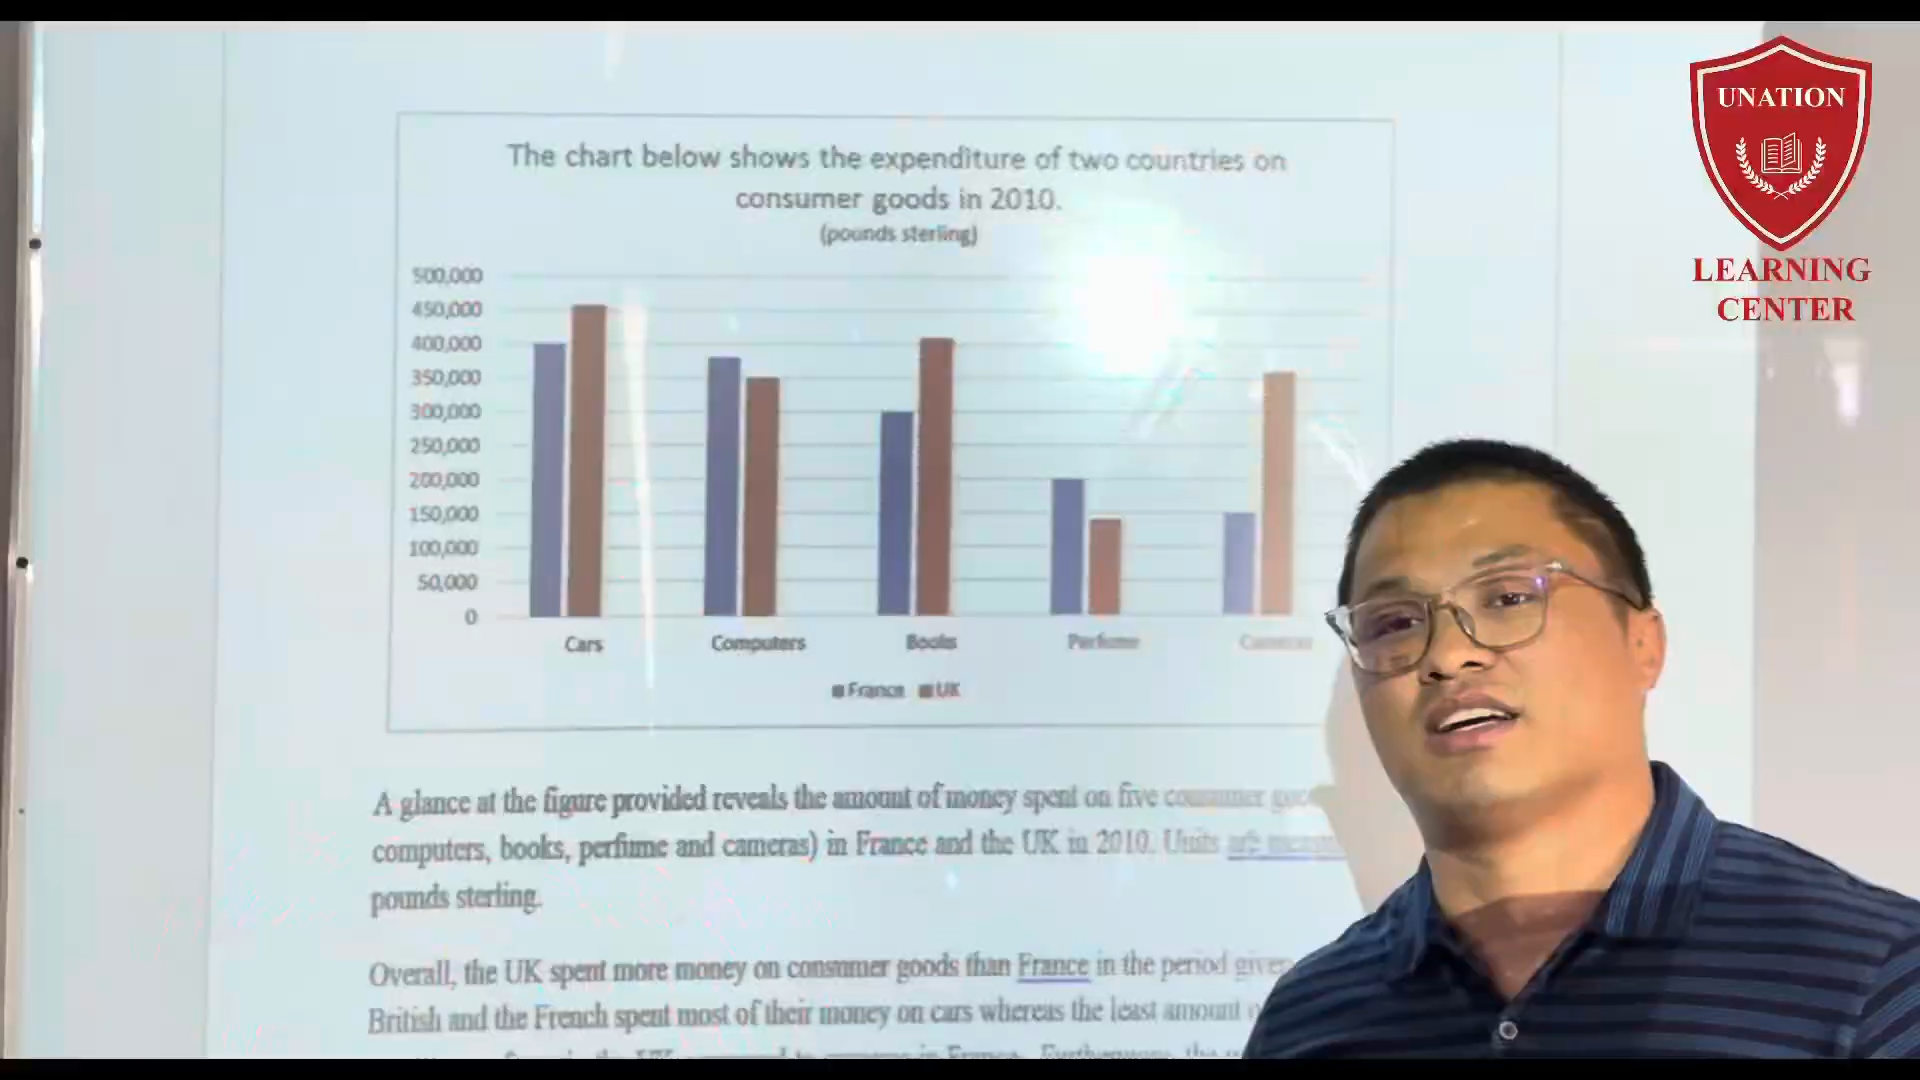 The chart below shows the expenditure of two countries on
consumer goods in 2010.
(pounds sterling)
500,000
450,000
400,000
350,000
300,000
250,000
200,000
150,000
100,000
50,000
0
Cars Computers Books Perfume Cameras
France UK
A glance at the figure provided reveals the amount of money spent on five consumer
computers, books, perfume and cameras) in France and the UK in 2010. Units are
pounds sterling.
Overall, the UK spent more money on consumer goods than France in the period
British and the French spent most of their money on cars whereas the least amount
UNATION
LEARNING
CENTER